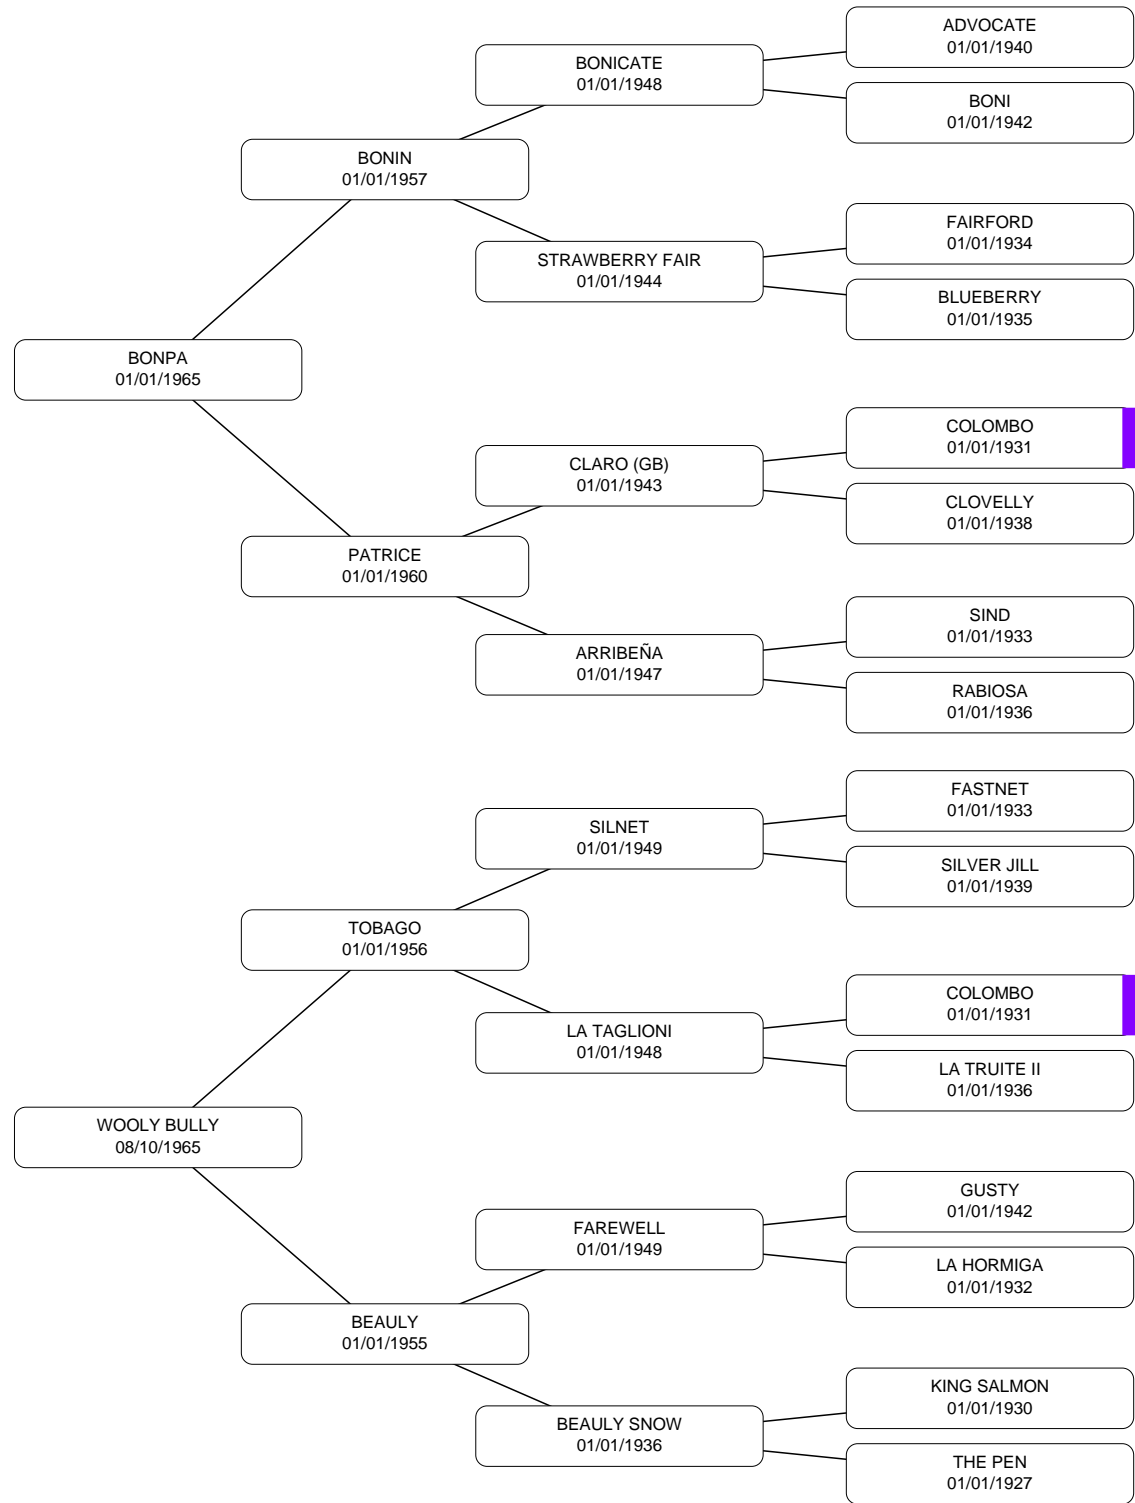 ADVOCATE
01/01/1940
BONICATE
01/01/1948
BONI
01/01/1942
BONIN
01/01/1957
FAIRFORD
01/01/1934
STRAWBERRY FAIR
01/01/1944
BLUEBERRY
01/01/1935
BONPA
01/01/1965
COLOMBO
01/01/1931
CLARO (GB)
01/01/1943
CLOVELLY
01/01/1938
PATRICE
01/01/1960
SIND
01/01/1933
ARRIBEÑA
01/01/1947
RABIOSA
01/01/1936
FASTNET
01/01/1933
SILNET
01/01/1949
SILVER JILL
01/01/1939
TOBAGO
01/01/1956
COLOMBO
01/01/1931
LA TAGLIONI
01/01/1948
LA TRUITE II
01/01/1936
WOOLY BULLY
08/10/1965
GUSTY
01/01/1942
FAREWELL
01/01/1949
LA HORMIGA
01/01/1932
BEAULY
01/01/1955
KING SALMON
01/01/1930
BEAULY SNOW
01/01/1936
THE PEN
01/01/1927